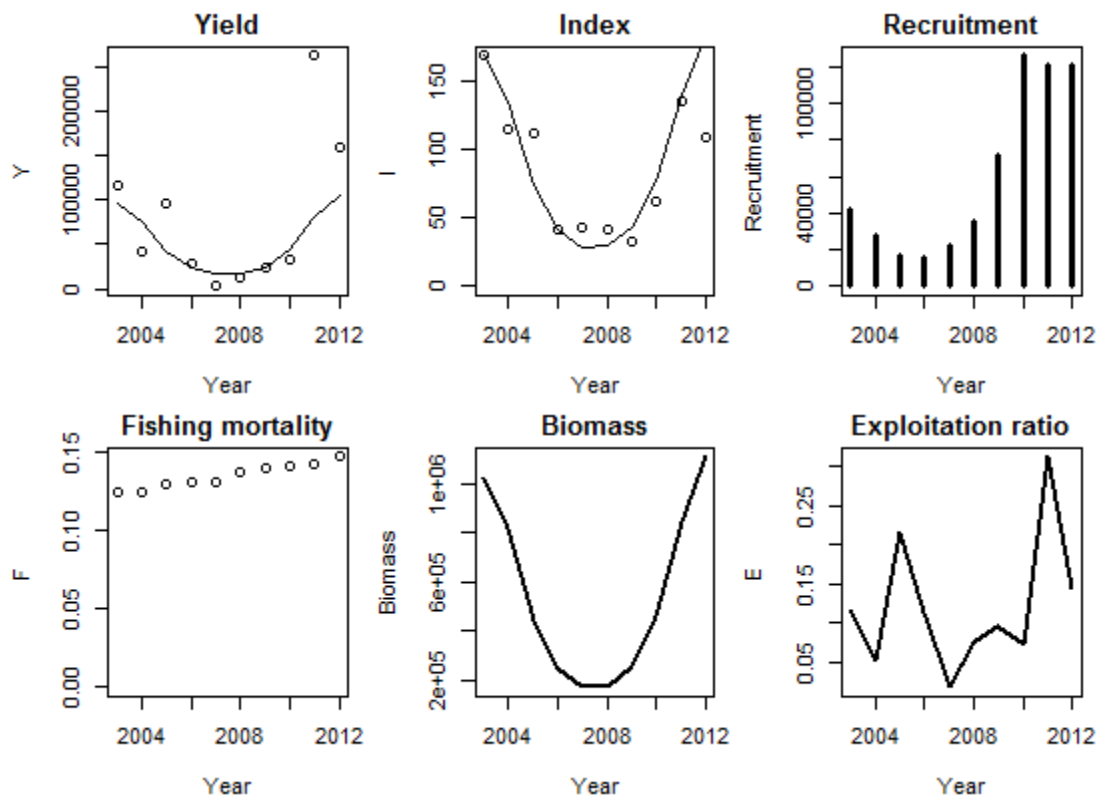 Yield
Y
0 100000 200000
2004 2008 2012
Year
Index
I
0 50 100 150
2004 2008 2012
Year
Recruitment
Recruitment
0 40000 100000
2004 2008 2012
Year
Fishing mortality
F
0.00 0.05 0.10 0.15
2004 2008 2012
Year
Biomass
Biomass
2e+05 6e+05 1e+06
2004 2008 2012
Year
Exploitation ratio
E
0.05 0.15 0.25
2004 2008 2012
Year